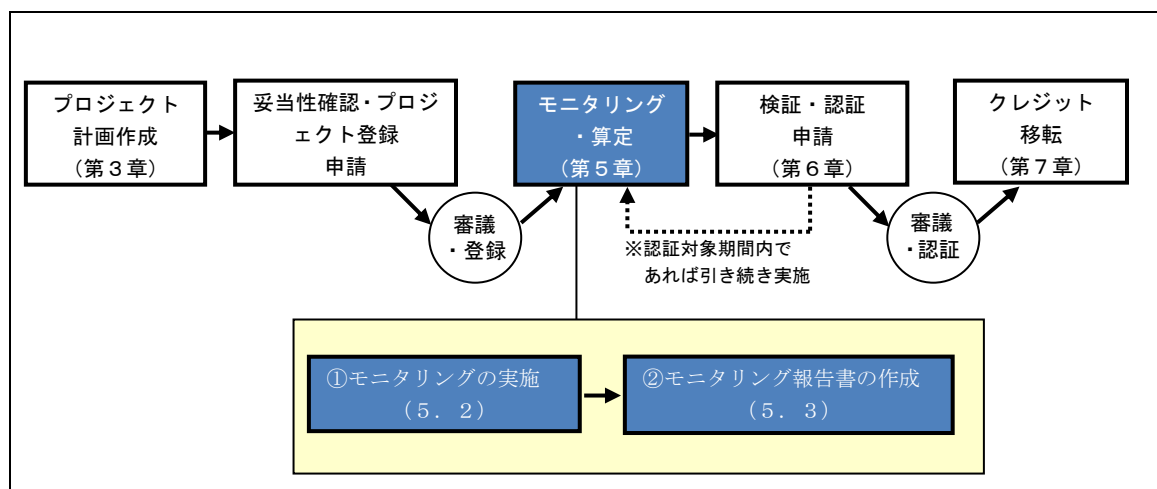 プロジェクト
計画作成
（第３章）
妥当性確認・プロジ
ェクト登録
申請
審議
・登録
モニタリング
・算定
（第５章）
検証・認証
申請
（第６章）
審議
・認証
クレジット
移転
（第７章）
※認証対象期間内で
あれば引き続き実施
①モニタリングの実施
（５．２）
②モニタリング報告書の作成
（５．３）